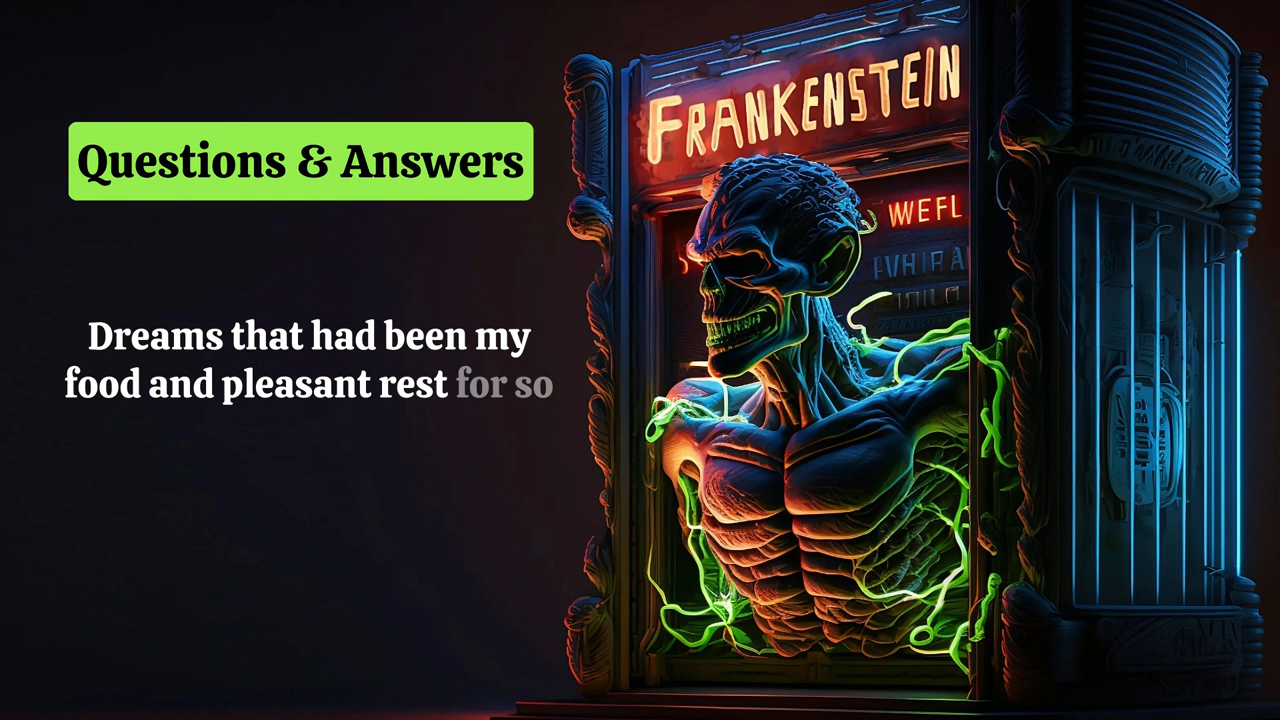 Questions & Answers
Dreams that had been my
food and pleasant rest for so
FRANKENSTEIN
WEFL